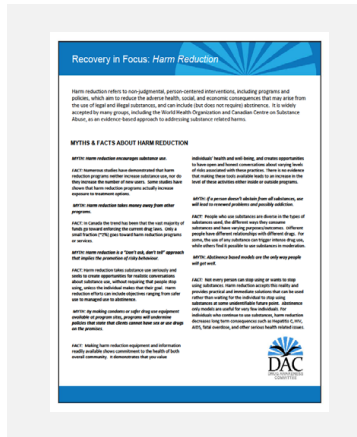 Recovery in Focus: Harm Reduction
Harm reduction refers to non-judgmental, person-centered interventions, including programs and
policies, which aim to reduce the adverse health, social, and economic consequences that may arise from
the use of legal and illegal substances, and can include (but does not require) abstinence. It is widely
accepted by many groups, including the World Health Organization and Canadian Centre on Substance
Abuse, as an evidence-based approach to addressing substance related harms.
MYTHS & FACTS ABOUT HARM REDUCTION
MYTH: Harm reduction encourages substance use.
FACT: Numerous studies have demonstrated that harm
reduction programs neither increase substance use, nor do
they increase the number of new users. Some studies have
shown that harm reduction programs actually increase
exposure to treatment options.
MYTH: Harm reduction takes money away from other
programs.
FACT: In Canada the trend has been that the vast majority of
funds go toward enforcing the current drug laws. Only a
small fraction (~1%) goes toward harm reduction programs
or services.
MYTH: Harm reduction is a "Don't ask, don't tell" approach
that implies the promotion of risky behaviour.
FACT: Harm reduction takes substance use seriously and
seeks to create opportunities for realistic conversations
about substance use, without requiring that people stop
using, unless the individual makes that their goal. Harm
reduction efforts can include objectives ranging from safer
use to managed use to abstinence.
MYTH: By making condoms or safer drug use equipment
available at program sites, programs will undermine
policies that state that clients cannot have sex or use drugs
on the premises.
FACT: Making harm reduction equipment and information
readily available shows commitment to the health of both
overall community. It demonstrates that you value
individuals' health and well-being, and creates opportunities
to have open and honest conversations about varying levels
of risks associated with these practices. There is no evidence
that making these tools available leads to an increase in the
level of these activities either inside or outside programs.
MYTH: If a person doesn't abstain from all substances, use
will lead to renewed problems and possibly addiction.
FACT: People who use substances are diverse in the types of
substances used, the different ways they consume
substances and have varying purposes/outcomes. Different
people have different relationships with different drugs. For
some, the use of any substance can trigger intense drug use,
while others find it possible to use substances in moderation.
MYTH: Abstinence based models are the only way people
will get well.
FACT: Not every person can stop using or wants to stop
using substances. Harm reduction accepts this reality and
provides practical and immediate solutions that can be used
rather than waiting for the individual to stop using
substances at some unidentifiable future point. Abstinence
only models are useful for very few individuals. For
individuals who continue to use substances, harm reduction
decreases long term consequences such as Hepatitis C, HIV,
AIDS, fatal overdose, and other serious health related issues.
DAC
DRUG AWARENESS
COMMITTEE